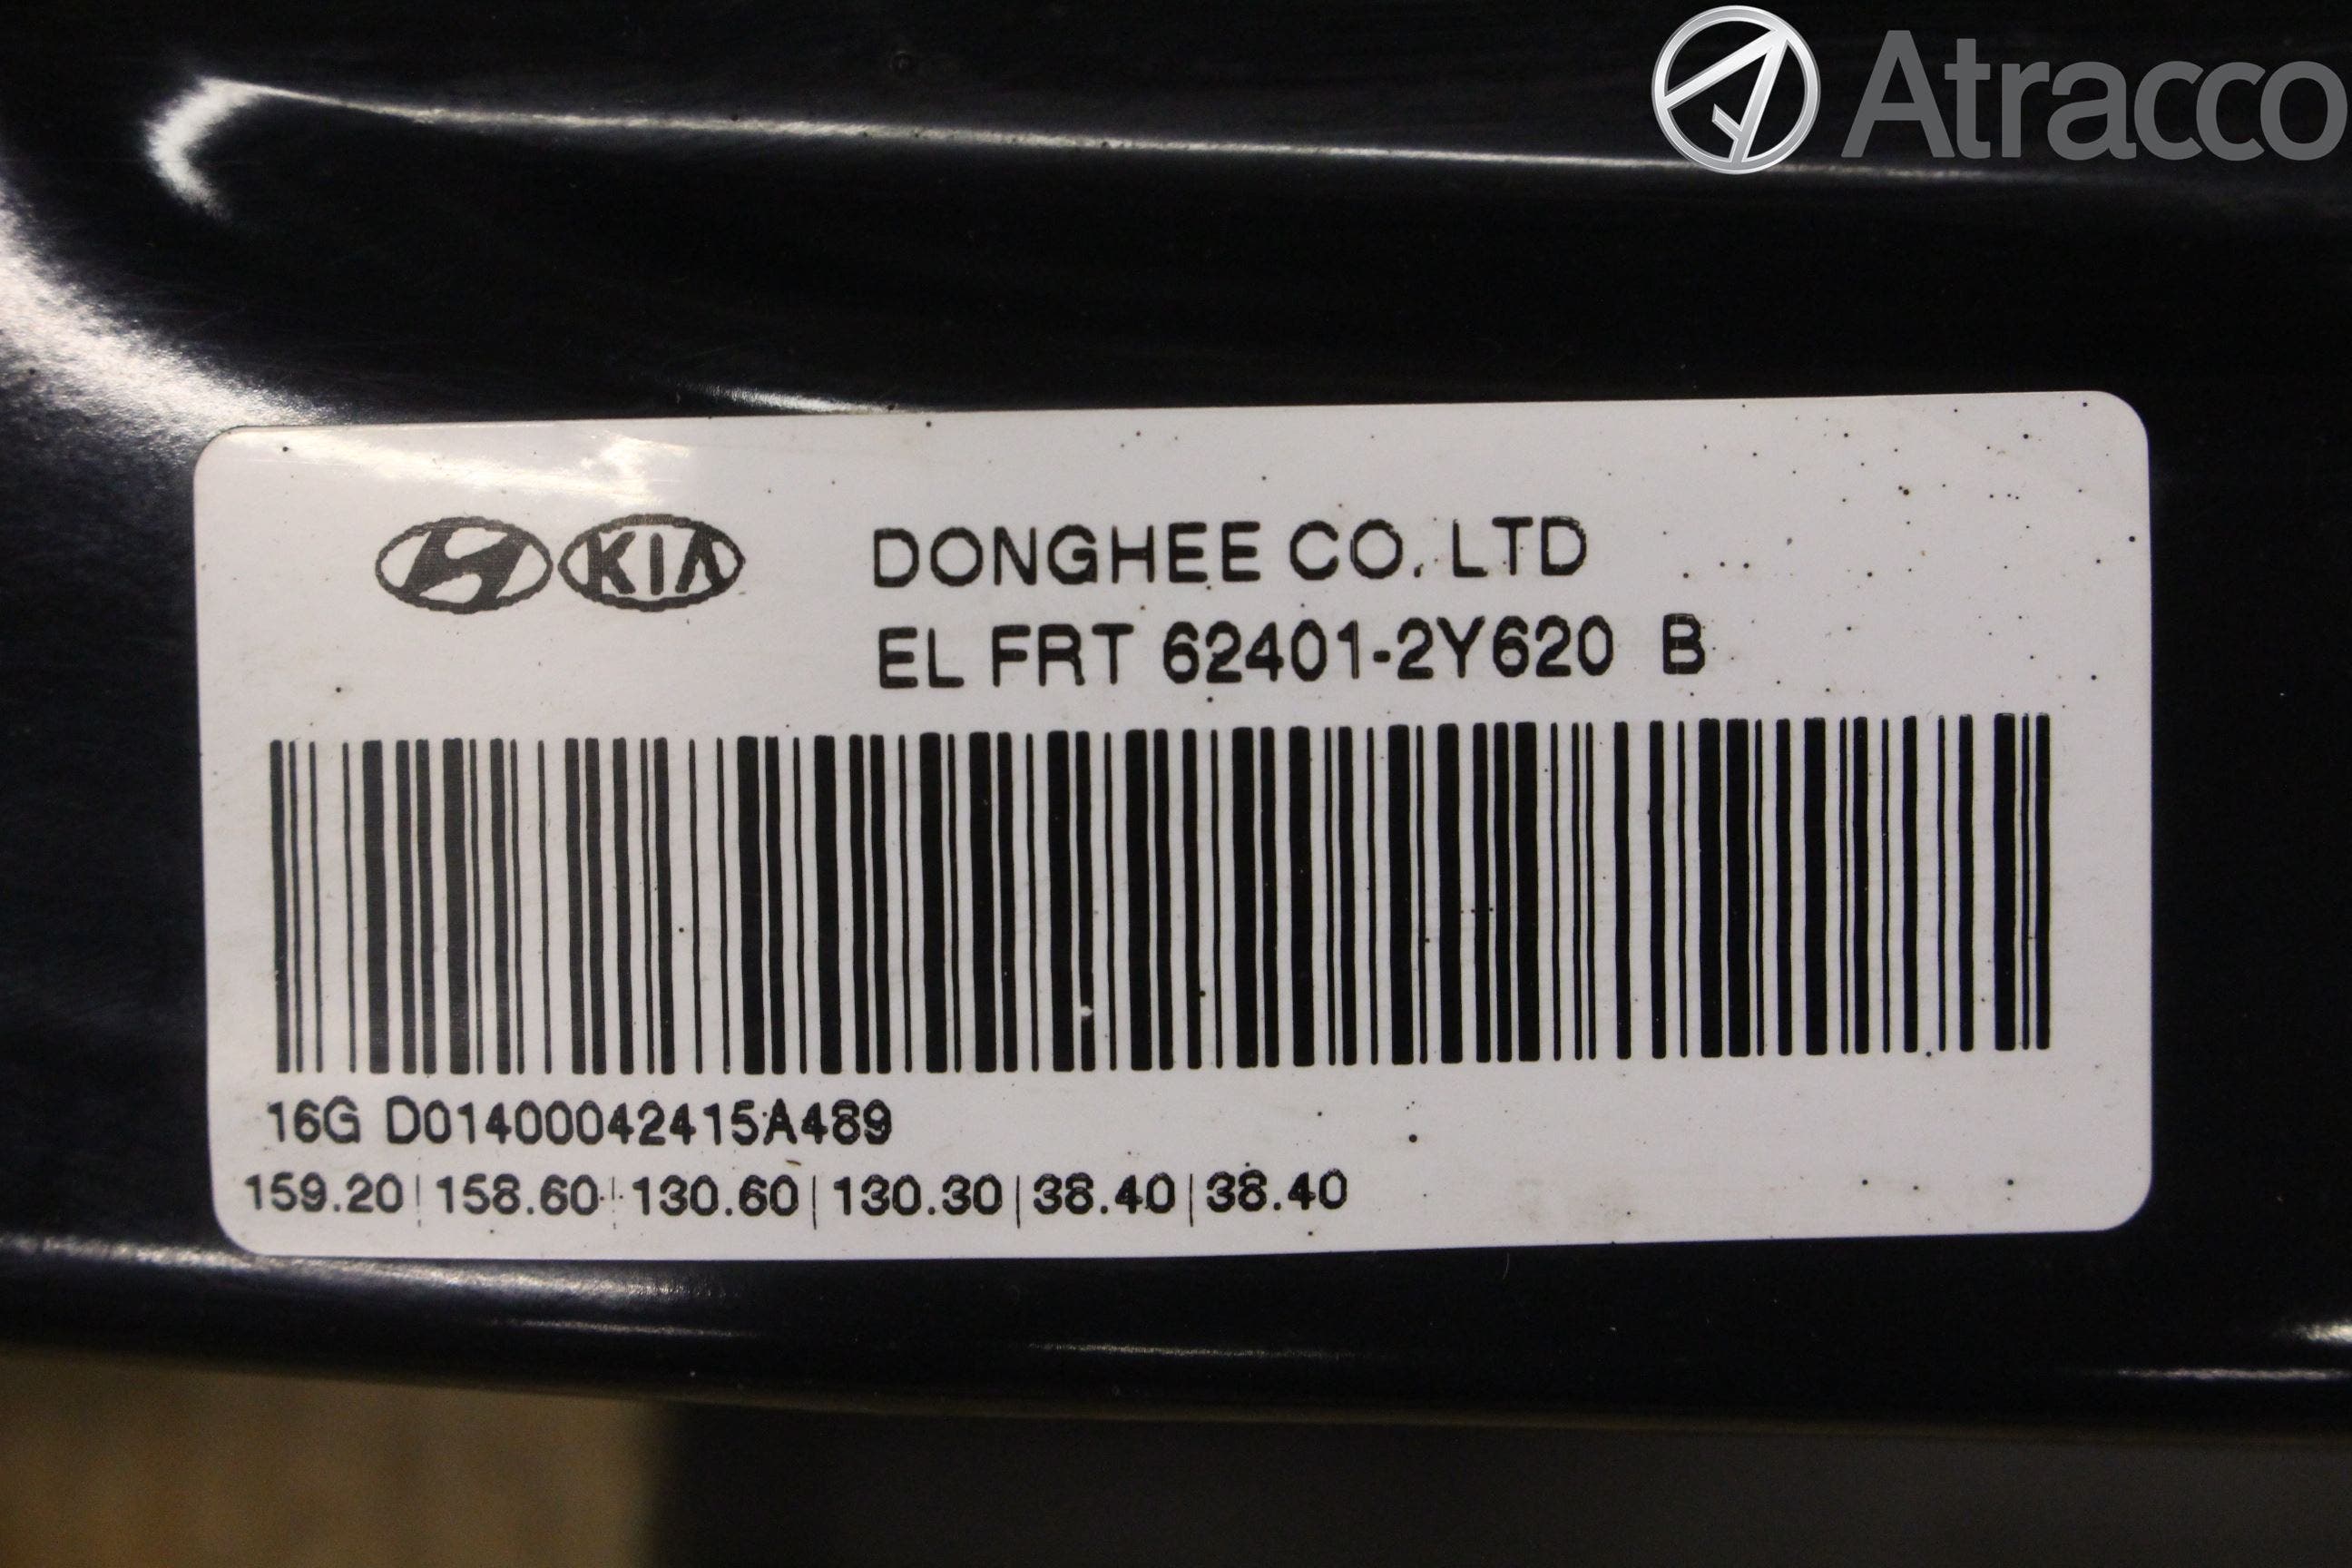 Atracco
KIA DONGHEE CO. LTD
EL FRT 62401-2Y620 B
16G D01400042415A489
159.20|158.60|130.60|130.30|38.40|38.40